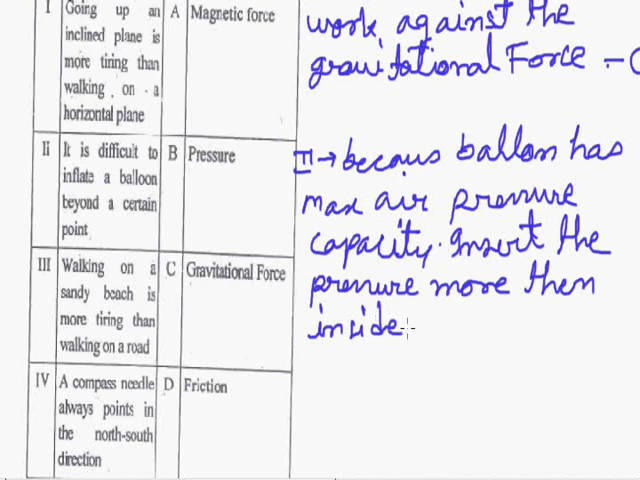 I Going up an A Magnetic force
inclined plane is
more tiring than
walking on a
horizontal plane
work against the
gravitational Force – C
Ii It is difficult to B Pressure
inflate a balloon
beyond a certain
point
II → becaus ballon has
max air pressure
capacity. Insert the
pressure more then
inside
III Walking on a C Gravitational Force
sandy beach is
more tiring than
walking on a road
IV A compass needle D Friction
always points in
the north-south
direction